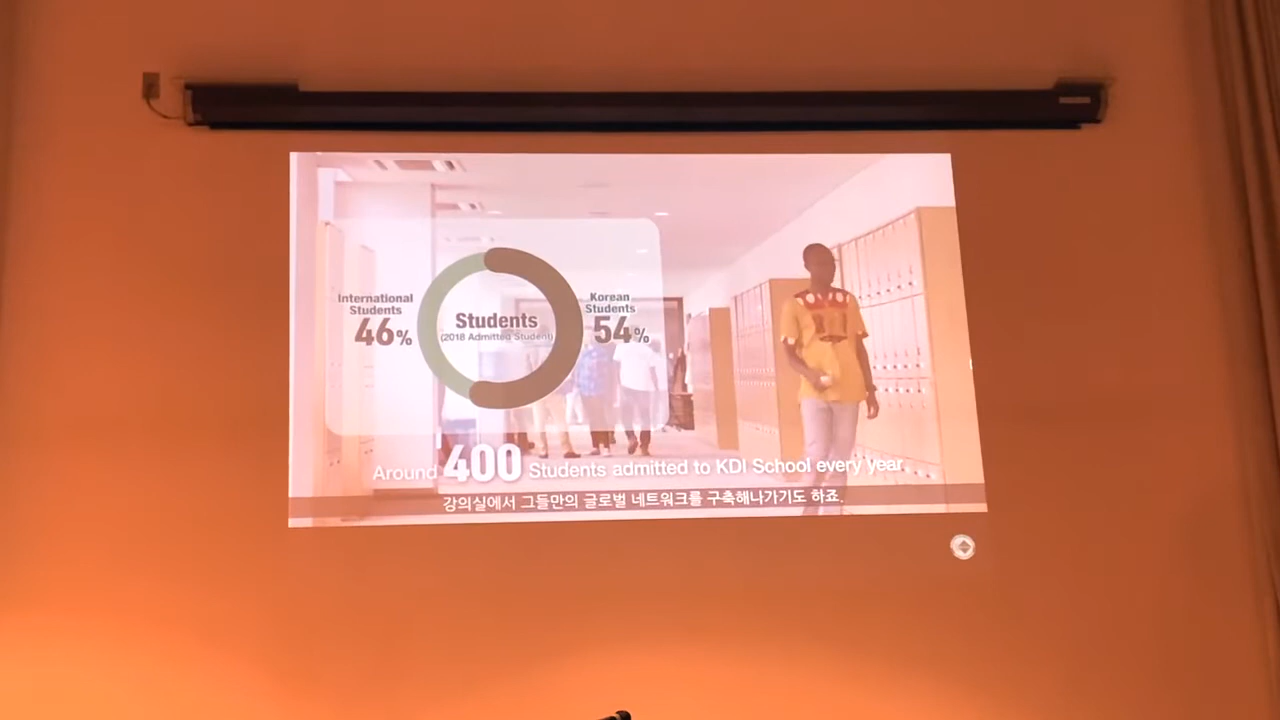 International
Students
46%
Students
(2018 Admitted Student)
Korean
Students
54%
Around 400 Students admitted to KDI School every year
강의실에서 그들만의 글로벌 네트워크를 구축해나가기도 하죠.